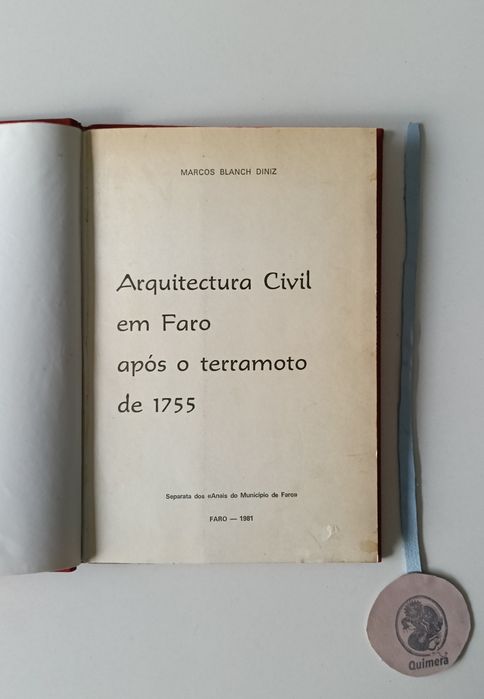 MARCOS BLANCH DINIZ
Arquitectura Civil
em Faro
após o terramoto
de 1755
Separata dos «Anais do Município de Faro»
FARO — 1981
Quimera